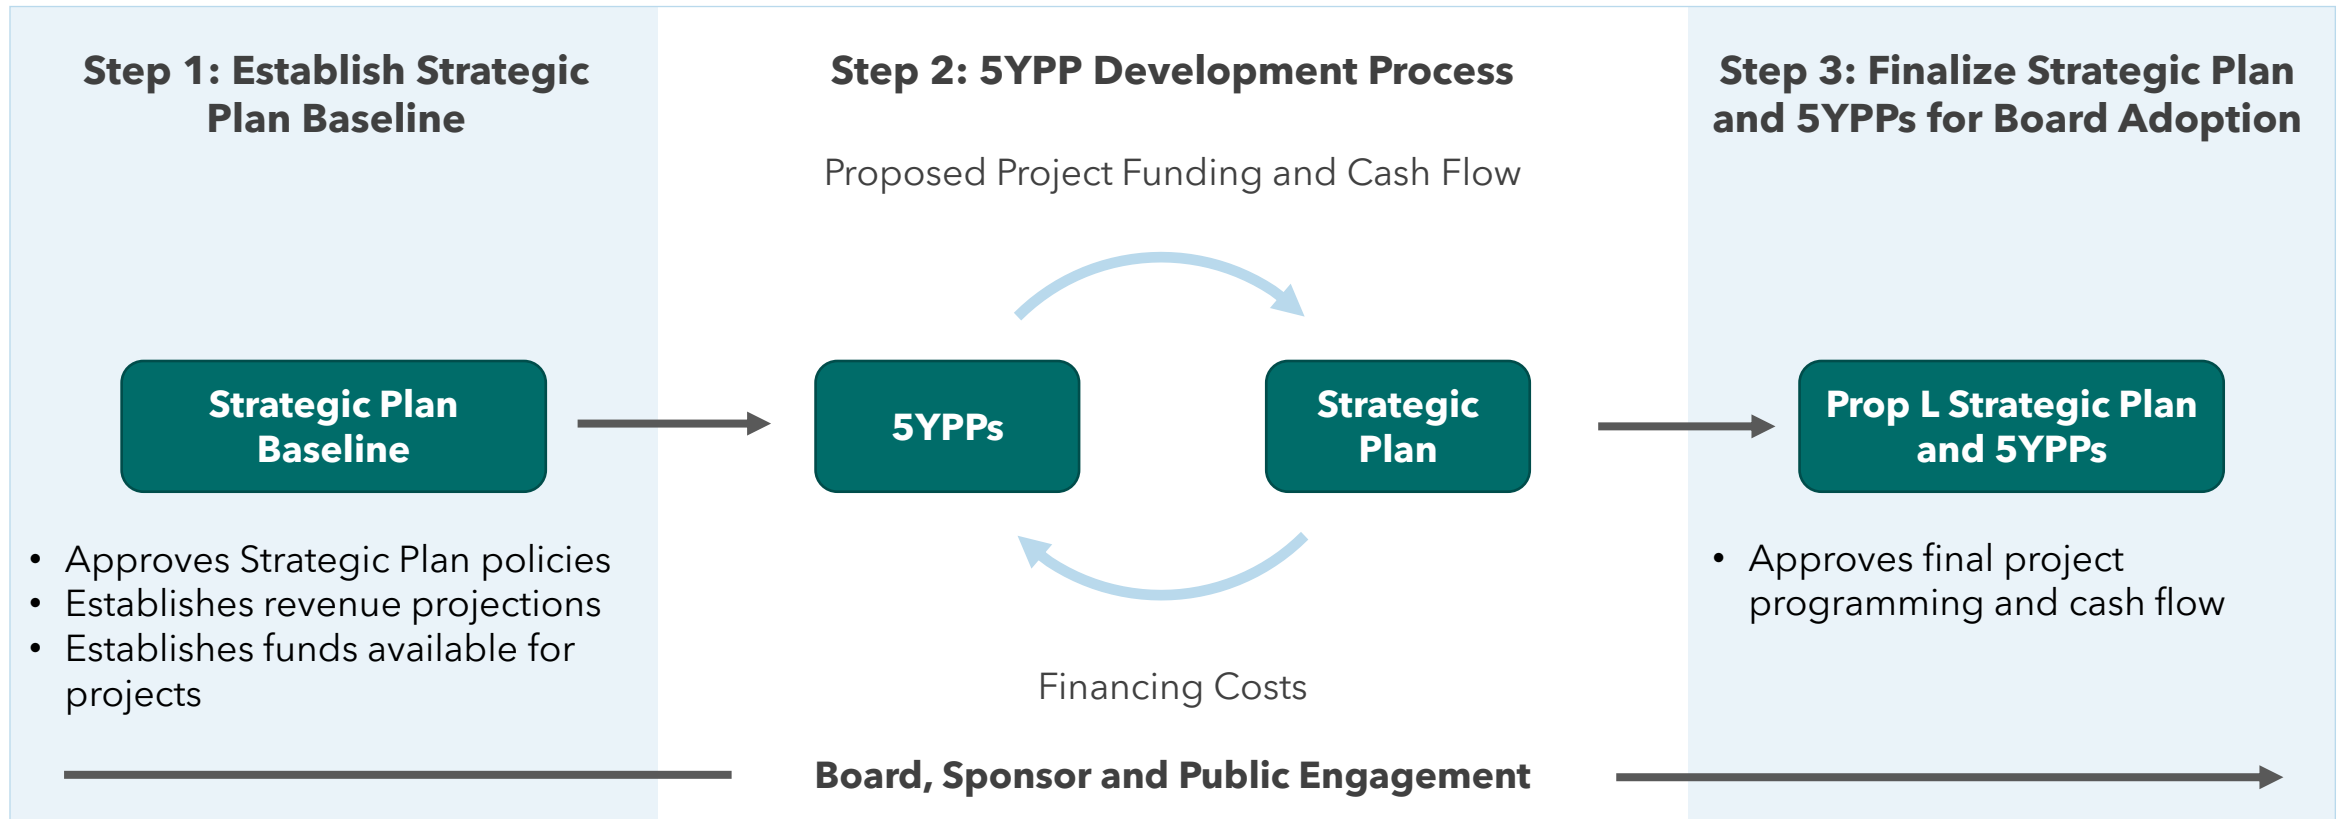 Step 1: Establish Strategic
Plan Baseline
Strategic Plan
Baseline
• Approves Strategic Plan policies
• Establishes revenue projections
• Establishes funds available for
projects
Step 2: 5YPP Development Process
Proposed Project Funding and Cash Flow
5YPPs
Strategic
Plan
Financing Costs
Step 3: Finalize Strategic Plan
and 5YPPs for Board Adoption
Prop L Strategic Plan
and 5YPPs
• Approves final project
programming and cash flow
Board, Sponsor and Public Engagement